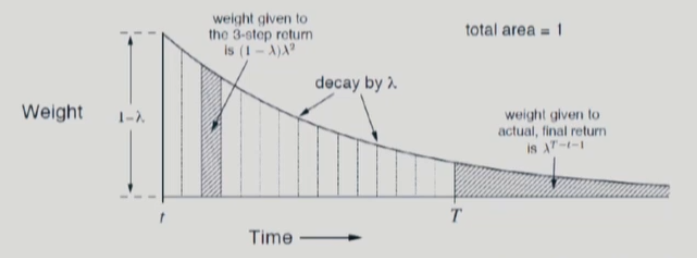 weight given to
the 3-step return
is (1 − λ)λ²
total area = 1
decay by λ
Weight
1−λ
weight given to
actual, final return
is λᵀ⁻ᵗ⁻¹
t
T
Time